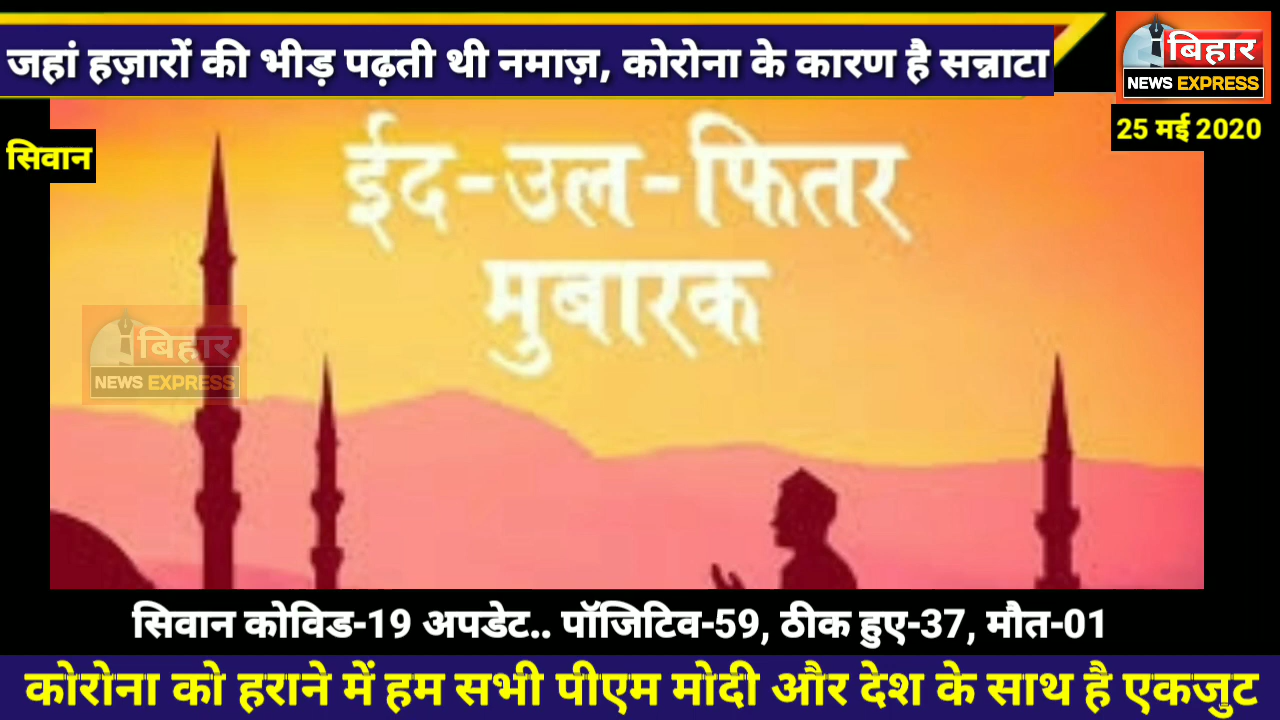 जहां हज़ारों की भीड़ पढ़ती थी नमाज़, कोरोना के कारण है सन्नाटा
बिहार
NEWS EXPRESS
25 मई 2020
सिवान
ईद-उल-फितर
मुबारक
बिहार
NEWS EXPRESS
सिवान कोविड-19 अपडेट.. पॉजिटिव-59, ठीक हुए-37, मौत-01
कोरोना को हराने में हम सभी पीएम मोदी और देश के साथ है एकजुट